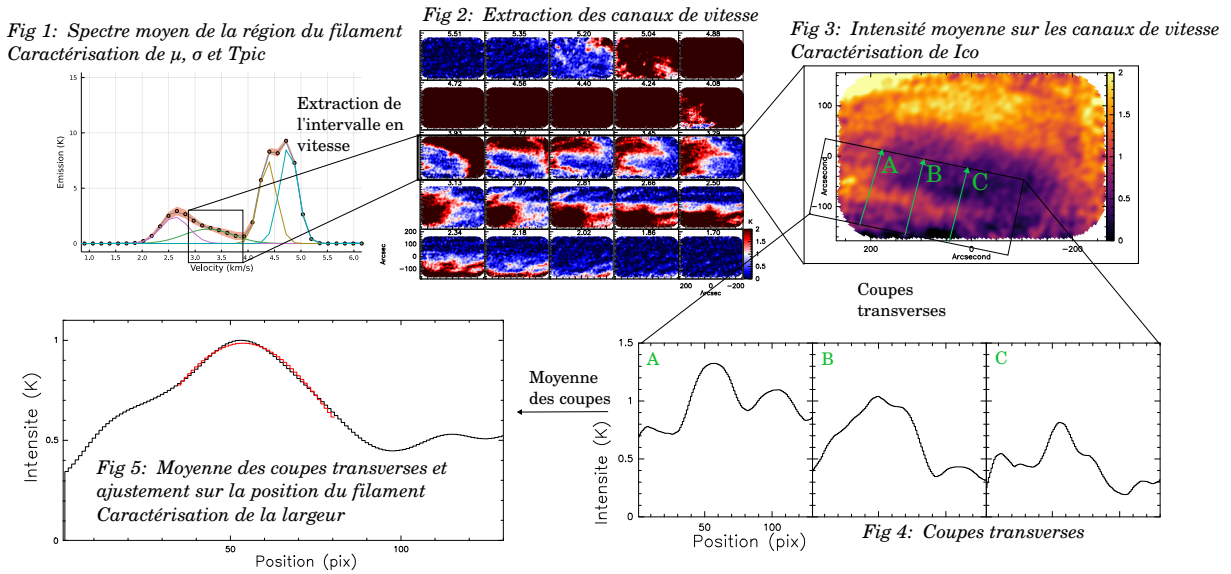 Fig 1: Spectre moyen de la région du filament
Caractérisation de μ, σ et Tpic
15
10
5
0
Emission (K)
1.0 1.5 2.0 2.5 3.0 3.5 4.0 4.5 5.0 5.5 6.0
Velocity (km/s)
Extraction de
l'intervalle en
vitesse
Fig 2: Extraction des canaux de vitesse
5.51 5.35 5.20 5.04 4.88
4.72 4.56 4.40 4.24 4.08
3.13 2.97 2.81 2.66 2.50
2.34 2.18 2.02 1.86 1.70
200
100
0
−100
Arcsec
200 0 −200
Arcsec
K
2
1.5
1
0.5
0
Fig 3: Intensité moyenne sur les canaux de vitesse
Caractérisation de Ico
100
0
−100
Arcsecond
200 0 −200
Arcsecond
A
B
C
2
1.5
1
0.5
0
Coupes
transverses
1.5
1
0.5
0
Intensite (K)
A
B
C
50 100
Position (pix)
Fig 4: Coupes transverses
Moyenne
des coupes
1
0.5
0
Intensite (K)
Fig 5: Moyenne des coupes transverses et
ajustement sur la position du filament
Caractérisation de la largeur
50 100
Position (pix)